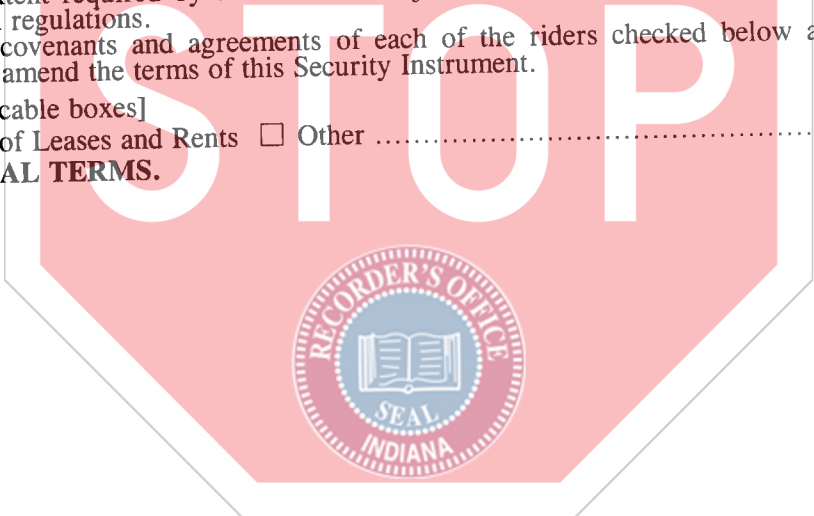 regulations.
covenants and agreements of each of the riders checked below
amend the terms of this Security Instrument.
cable boxes]
of Leases and Rents ☐ Other ................................................
AL TERMS.
STOP
RECORDER'S OFFICE
SEAL
INDIANA